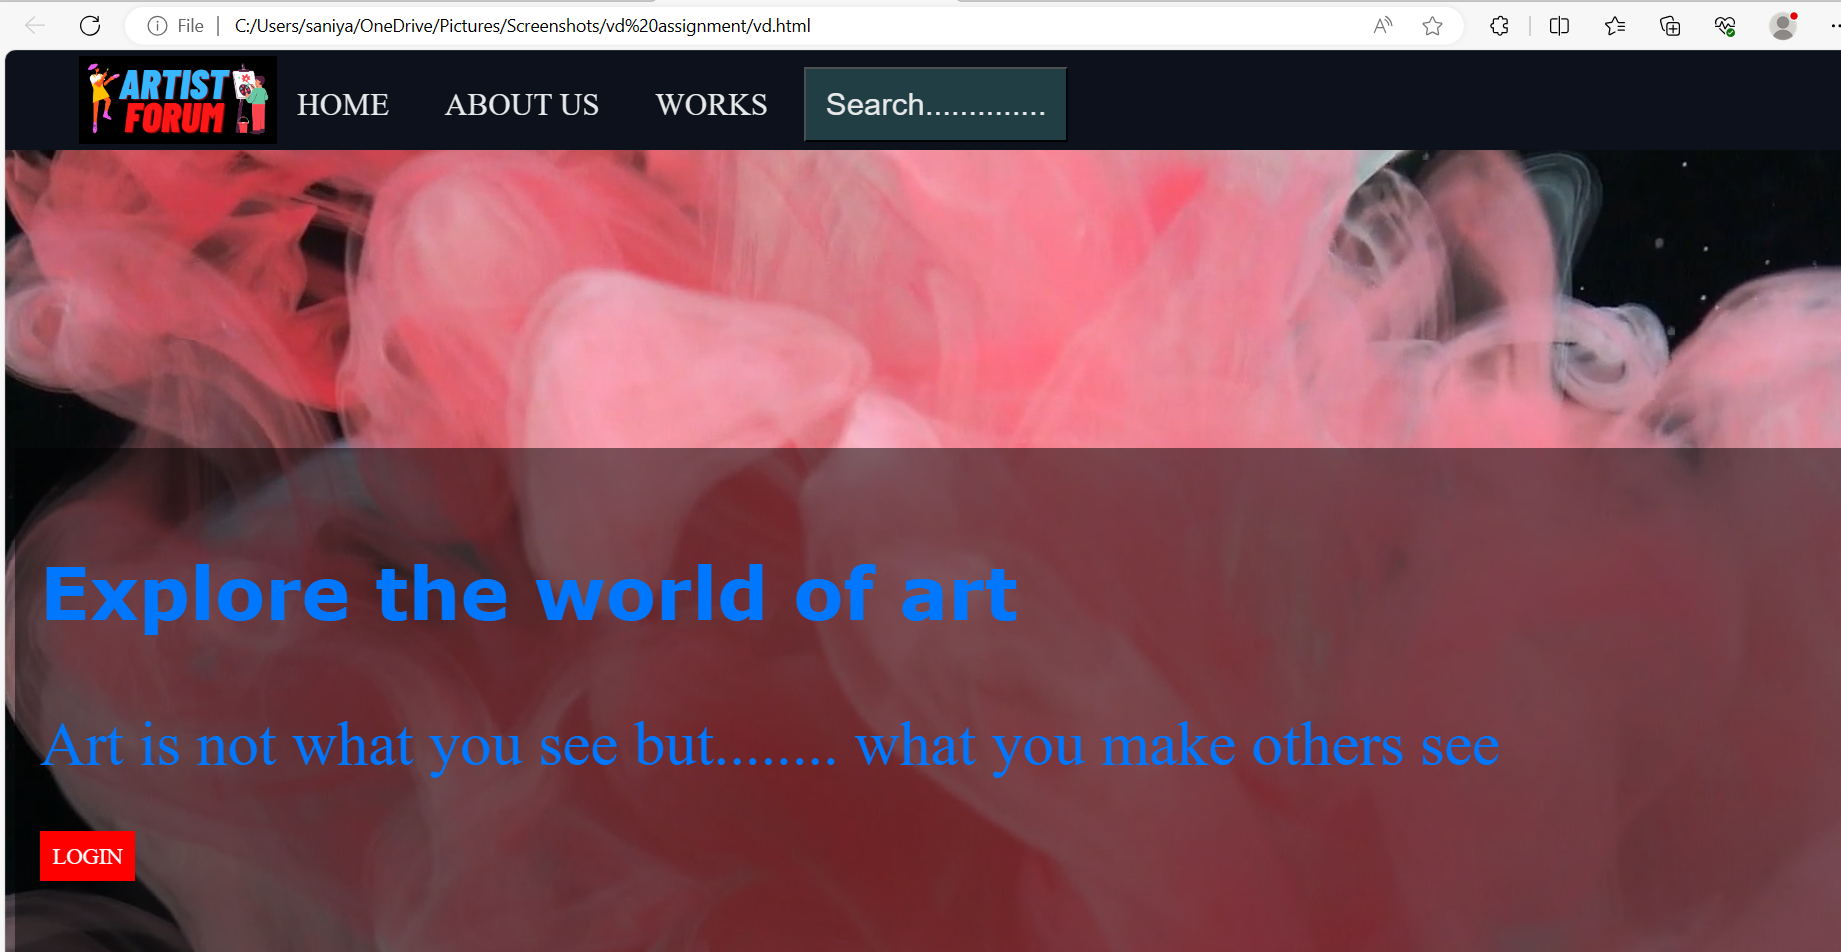 File | C:/Users/saniya/OneDrive/Pictures/Screenshots/vd%20assignment/vd.html
ARTIST
FORUM
HOME ABOUT US WORKS Search..............
Explore the world of art
Art is not what you see but........ what you make others see
LOGIN